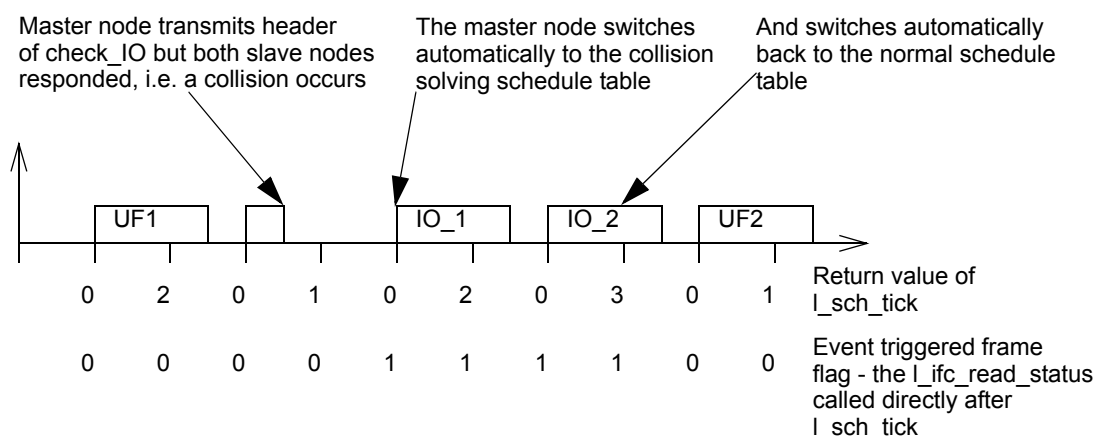 Master node transmits header
of check_IO but both slave nodes
responded, i.e. a collision occurs
The master node switches
automatically to the collision
solving schedule table
And switches automatically
back to the normal schedule
table
UF1
IO_1
IO_2
UF2
0 2 0 1 0 2 0 3 0 1
Return value of
l_sch_tick
0 0 0 0 1 1 1 1 0 0
Event triggered frame
flag - the l_ifc_read_status
called directly after
l_sch_tick